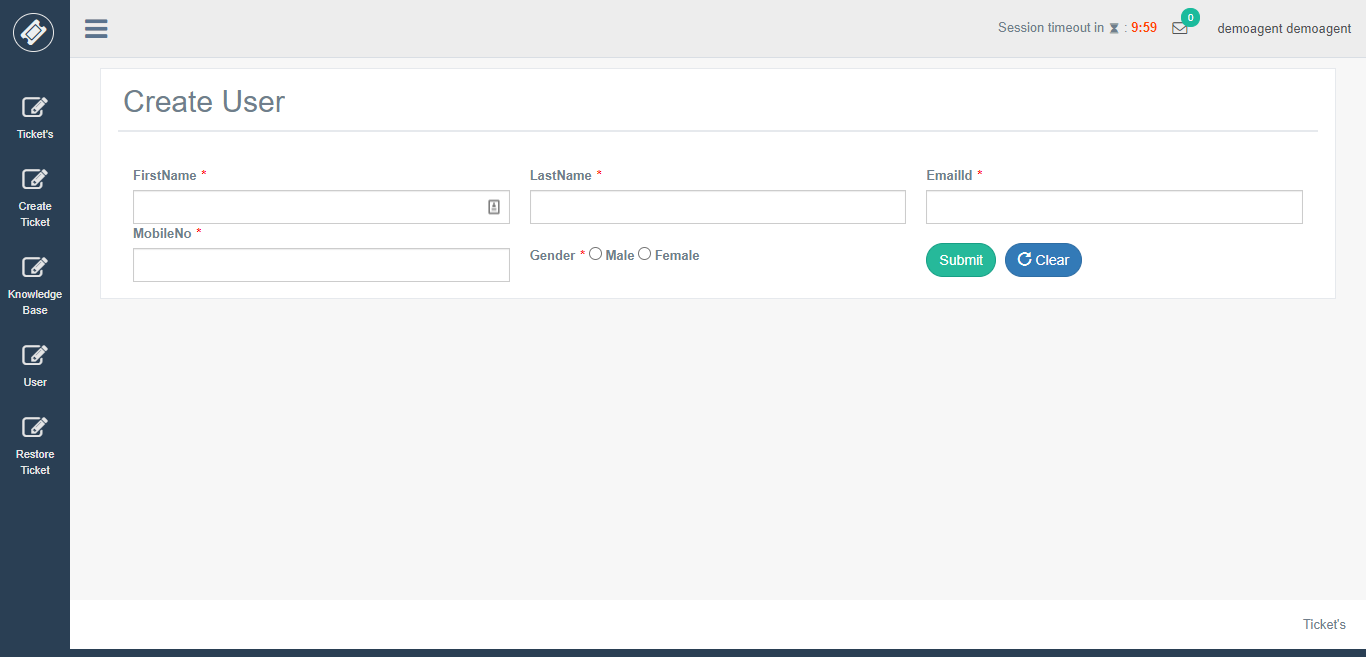 Session timeout in : 9:59
0
demoagent demoagent
Ticket's
Create
Ticket
Knowledge
Base
User
Restore
Ticket
Create User
FirstName *
LastName *
EmailId *
MobileNo *
Gender * Male Female
Submit
Clear
Ticket's